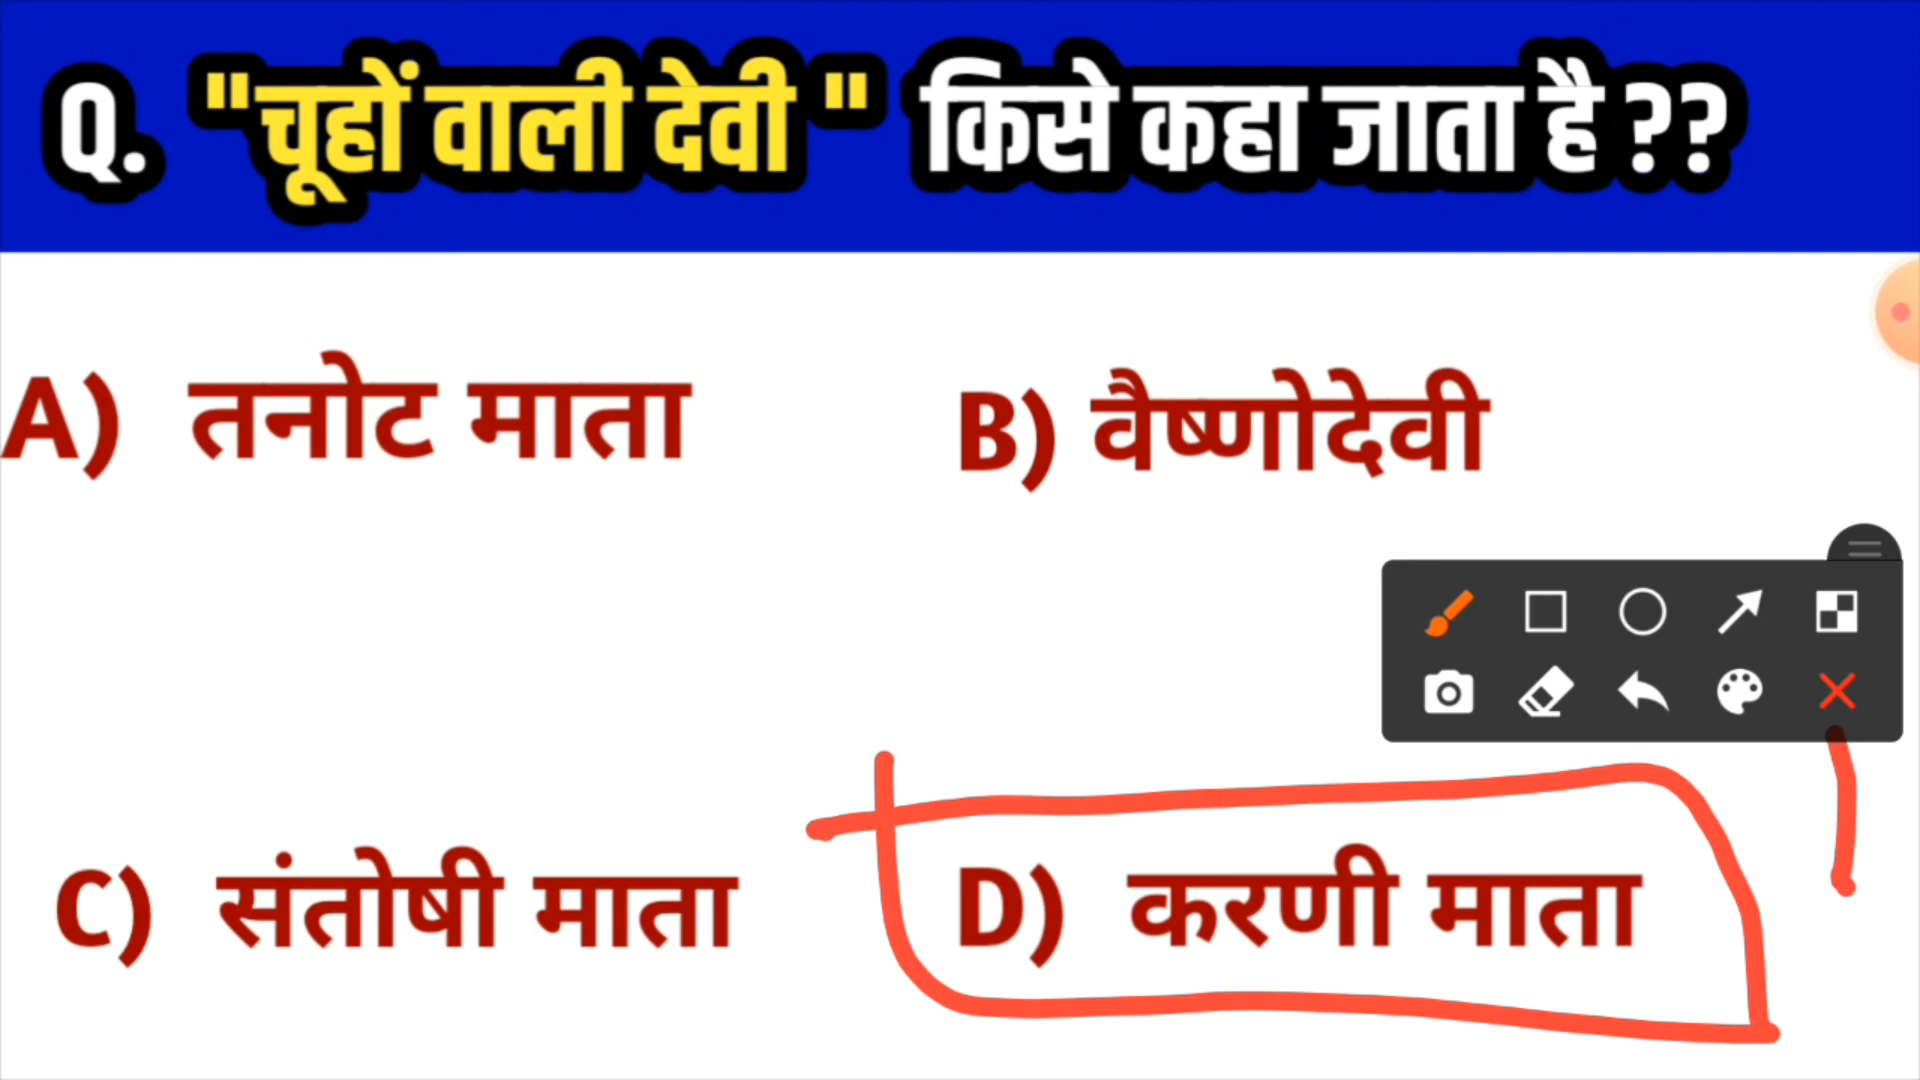 Q. "चूहों वाली देवी " किसे कहा जाता है ??
A) तनोट माता
B) वैष्णोदेवी
C) संतोषी माता
D) करणी माता